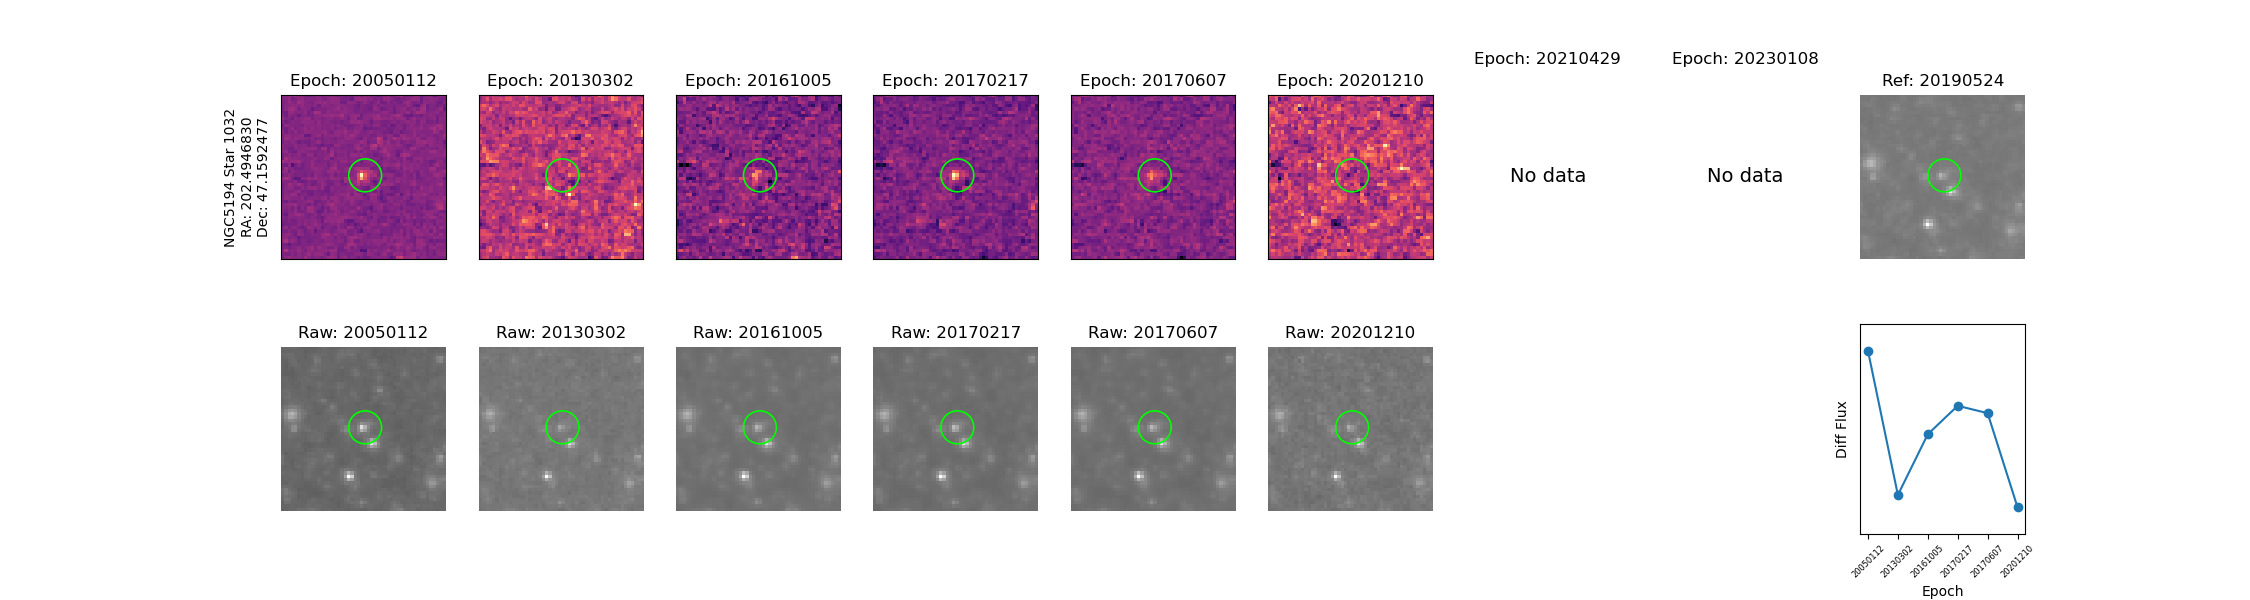 Epoch: 20050112
Epoch: 20130302
Epoch: 20161005
Epoch: 20170217
Epoch: 20170607
Epoch: 20201210
Epoch: 20210429
Epoch: 20230108
Ref: 20190524
NGC5194 Star 1032
RA: 202.4946830
Dec: 47.1592477
No data
No data
Raw: 20050112
Raw: 20130302
Raw: 20161005
Raw: 20170217
Raw: 20170607
Raw: 20201210
Diff Flux
20050112
20130302
20161005
20170217
20170607
20201210
Epoch